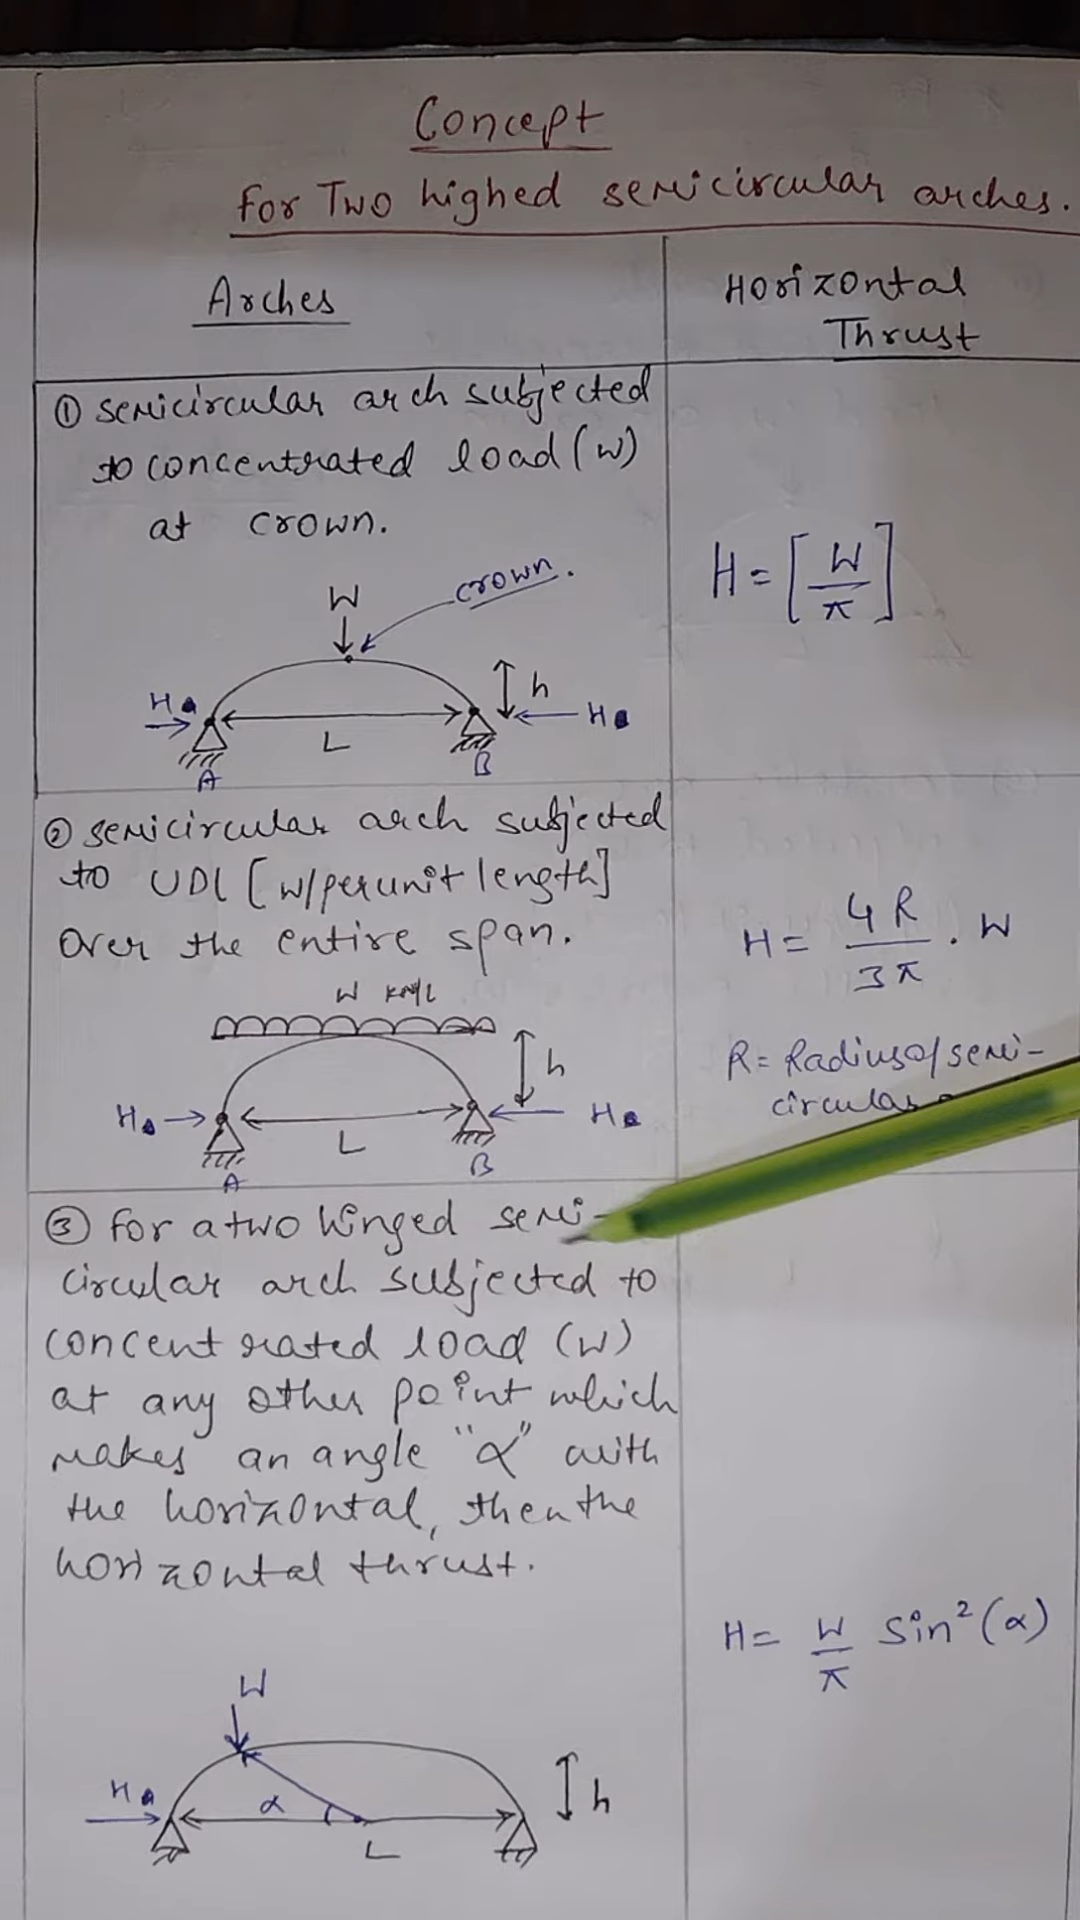 Concept
for Two highed semicircular arches.
Arches
Horizontal
Thrust
① semicircular arch subjected
to concentrated load (W)
at crown.
H = [W/π]
W
crown.
H
h
H
L
A
B
② semicircular arch subjected
to UDL [w/per unit length]
over the entire span.
H = 4R/3π . W
W
R = Radius of semi-
circular
h
H
H
L
A
B
③ for a two hinged semi-
circular arch subjected to
concentrated load (W)
at any other point which
makes an angle "α" with
the horizontal, then the
horizontal thrust.
H = W/π sin²(α)
W
H
α
h
L